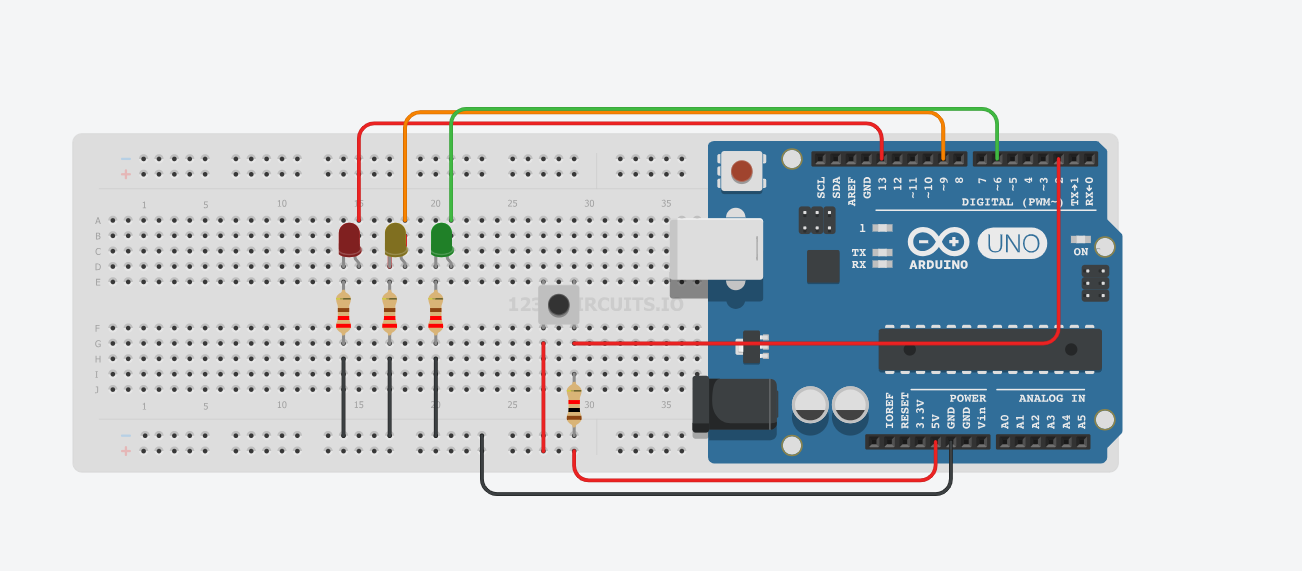 − −
+ +
1 5 10 15 20 25 30 35
A
B
C
D
E
F
G
H
I
J
1 5 10 15 20 25 30 35
− −
+ +
SCL
SDA
AREF
GND
13
12
~11
~10
~9
8
7
~6
~5
4
~3
2
TX→1
RX←0
DIGITAL (PWM~)
1
TX
RX
ARDUINO
UNO
ON
POWER
ANALOG IN
IOREF
RESET
3.3V
5V
GND
GND
Vin
A0
A1
A2
A3
A4
A5